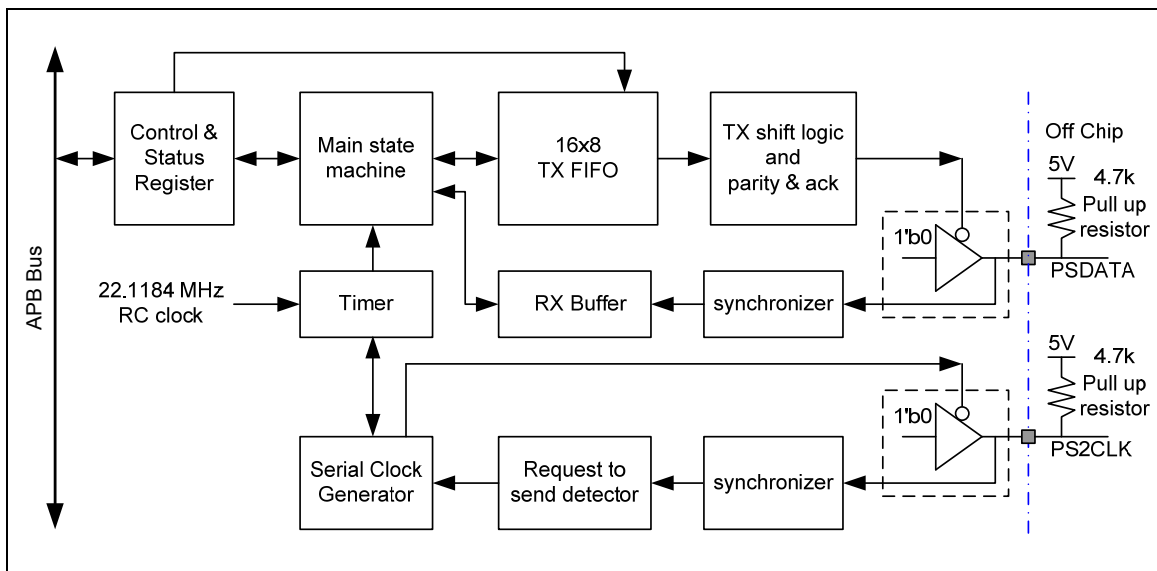 APB Bus
Control &
Status
Register
Main state
machine
16x8
TX FIFO
TX shift logic
and
parity & ack
Off Chip
5V
4.7k
Pull up
resistor
1'b0
PSDATA
22.1184 MHz
RC clock
Timer
RX Buffer
synchronizer
5V
4.7k
Pull up
resistor
1'b0
PS2CLK
Serial Clock
Generator
Request to
send detector
synchronizer